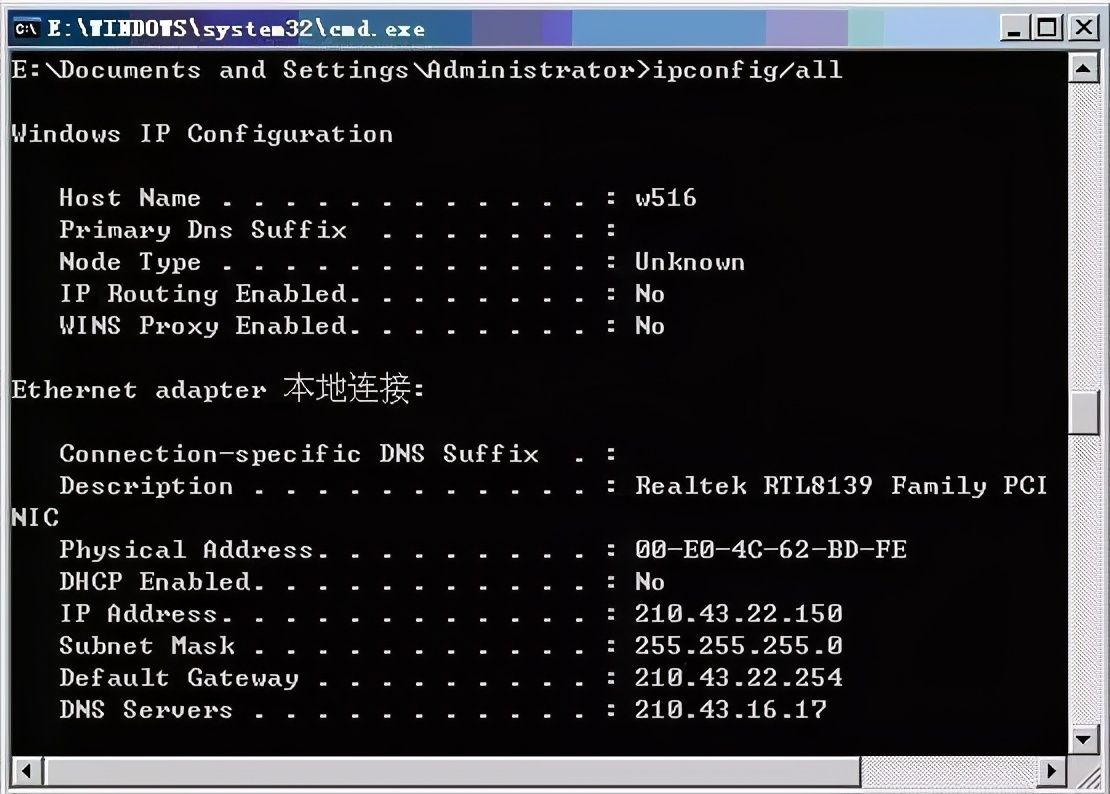 E:\WINDOWS\system32\cmd.exe
E:\Documents and Settings\Administrator>ipconfig/all
Windows IP Configuration
Host Name . . . . . . . . . . . . : w516
Primary Dns Suffix  . . . . . . . :
Node Type . . . . . . . . . . . . : Unknown
IP Routing Enabled. . . . . . . . : No
WINS Proxy Enabled. . . . . . . . : No
Ethernet adapter 本地连接:
Connection-specific DNS Suffix  . :
Description . . . . . . . . . . . : Realtek RTL8139 Family PCI
NIC
Physical Address. . . . . . . . . : 00-E0-4C-62-BD-FE
DHCP Enabled. . . . . . . . . . . : No
IP Address. . . . . . . . . . . . : 210.43.22.150
Subnet Mask . . . . . . . . . . . : 255.255.255.0
Default Gateway . . . . . . . . . : 210.43.22.254
DNS Servers . . . . . . . . . . . : 210.43.16.17